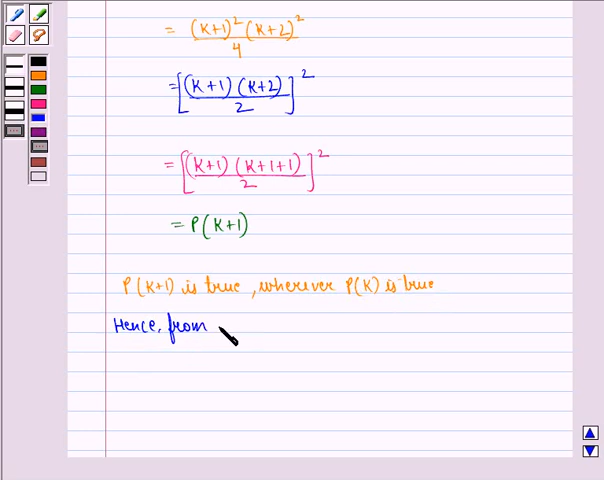 = (K+1)² (K+2)² / 4
= [ (K+1) (K+2) / 2 ]²
= [ (K+1) (K+1+1) / 2 ]²
= P(K+1)
P(K+1) is true, wherever P(K) is true
Hence, from